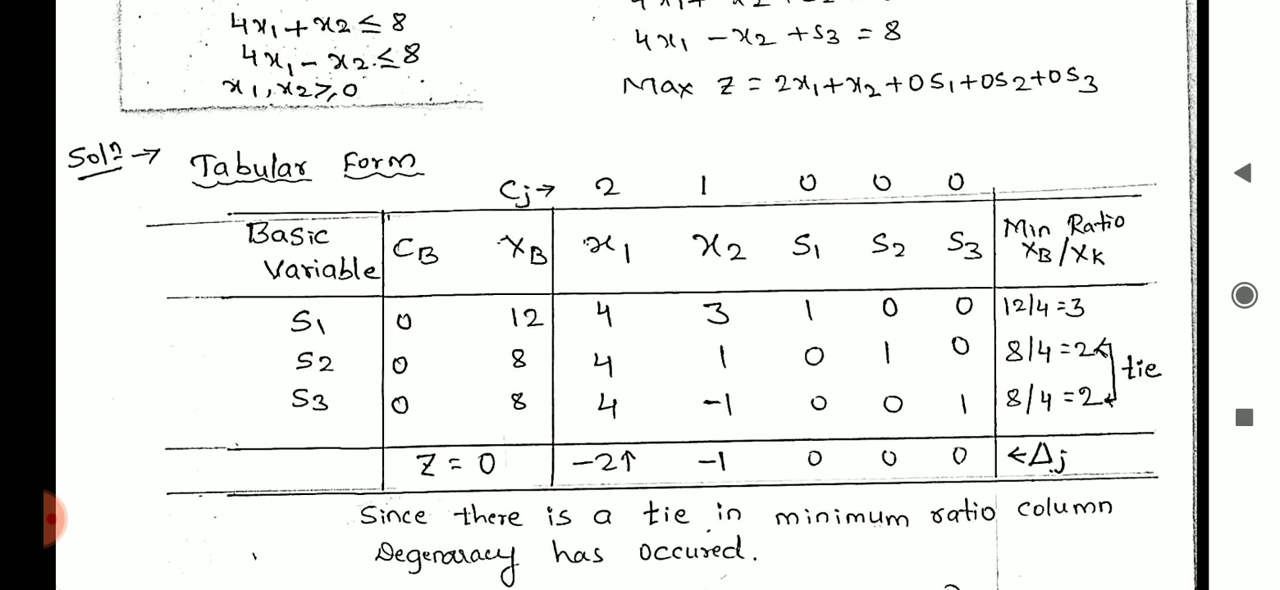 4x1 + x2 ≤ 8
4x1 - x2 ≤ 8
x1, x2 ≥ 0
4x1 - x2 + s3 = 8
Max Z = 2x1 + x2 + 0s1 + 0s2 + 0s3
Soln → Tabular Form
Cj→ 2 1 0 0 0
Basic Variable CB XB x1 x2 S1 S2 S3 Min Ratio XB/XK
S1 0 12 4 3 1 0 0 12/4 = 3
S2 0 8 4 1 0 1 0 8/4 = 2←
tie
S3 0 8 4 -1 0 0 1 8/4 = 2←
Z = 0 -2↑ -1 0 0 0 ←Δj
Since there is a tie in minimum ratio column
Degenaracy has occured.